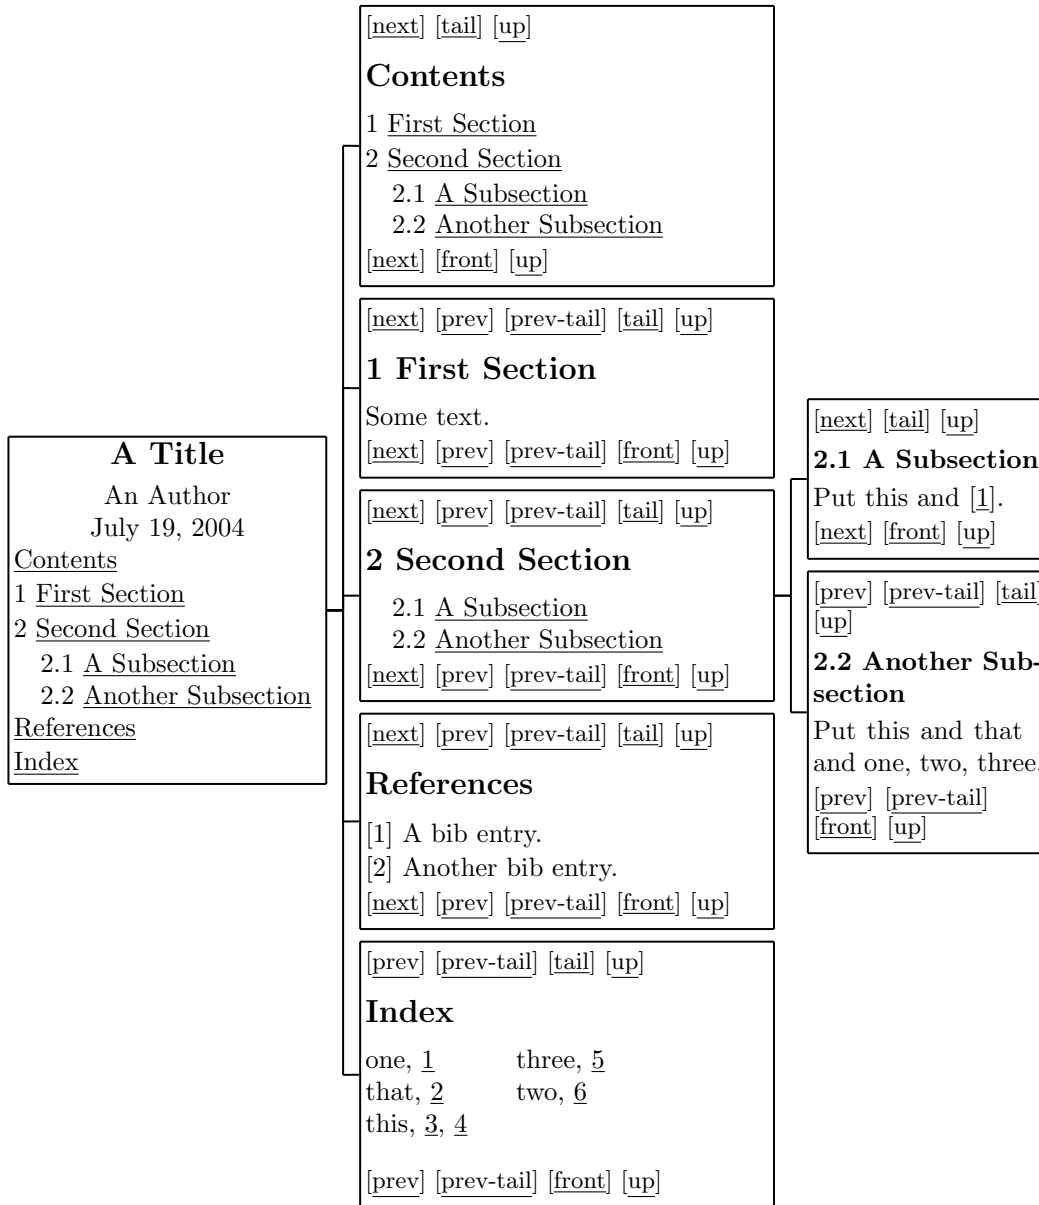 A Title
An Author
July 19, 2004
Contents
1 First Section
2 Second Section
2.1 A Subsection
2.2 Another Subsection
References
Index
[next] [tail] [up]
Contents
1 First Section
2 Second Section
2.1 A Subsection
2.2 Another Subsection
[next] [front] [up]
[next] [prev] [prev-tail] [tail] [up]
1 First Section
Some text.
[next] [prev] [prev-tail] [front] [up]
[next] [prev] [prev-tail] [tail] [up]
2 Second Section
2.1 A Subsection
2.2 Another Subsection
[next] [prev] [prev-tail] [front] [up]
[next] [prev] [prev-tail] [tail] [up]
References
[1] A bib entry.
[2] Another bib entry.
[next] [prev] [prev-tail] [front] [up]
[prev] [prev-tail] [tail] [up]
Index
one, 1
that, 2
this, 3, 4
three, 5
two, 6
[prev] [prev-tail] [front] [up]
[next] [tail] [up]
2.1 A Subsection
Put this and [1].
[next] [front] [up]
[prev] [prev-tail] [tail]
[up]
2.2 Another Sub-
section
Put this and that
and one, two, three.
[prev] [prev-tail]
[front] [up]